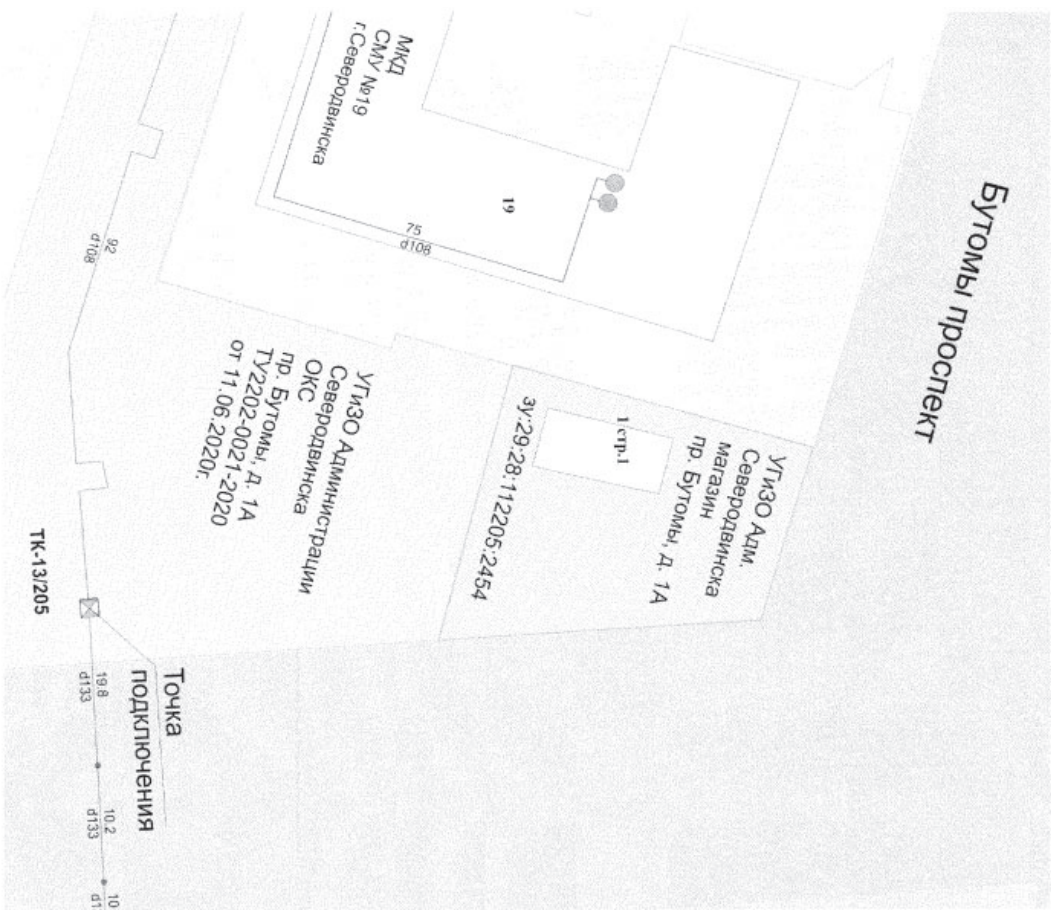 Бутомы проспект
МКД
СМУ №19
г.Северодвинска
19
75
d108
92
d108
УГиЗО Адм.
Северодвинска
магазин
пр. Бутомы, д. 1А
1 стр.1
ЗУ:29:28:112205:2454
УГиЗО Администрации
Северодвинска
ОКС
пр. Бутомы, д. 1А
ТУ2202-0021-2020
от 11.06.2020г.
ТК-13/205
Точка
подключения
19.8
d133
10.2
d133
10
d1